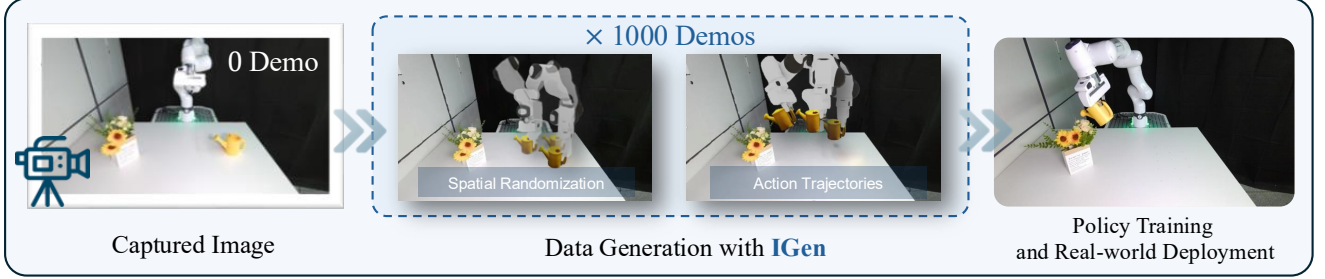 0 Demo
Captured Image
× 1000 Demos
Spatial Randomization
Action Trajectories
Data Generation with IGen
Policy Training
and Real-world Deployment